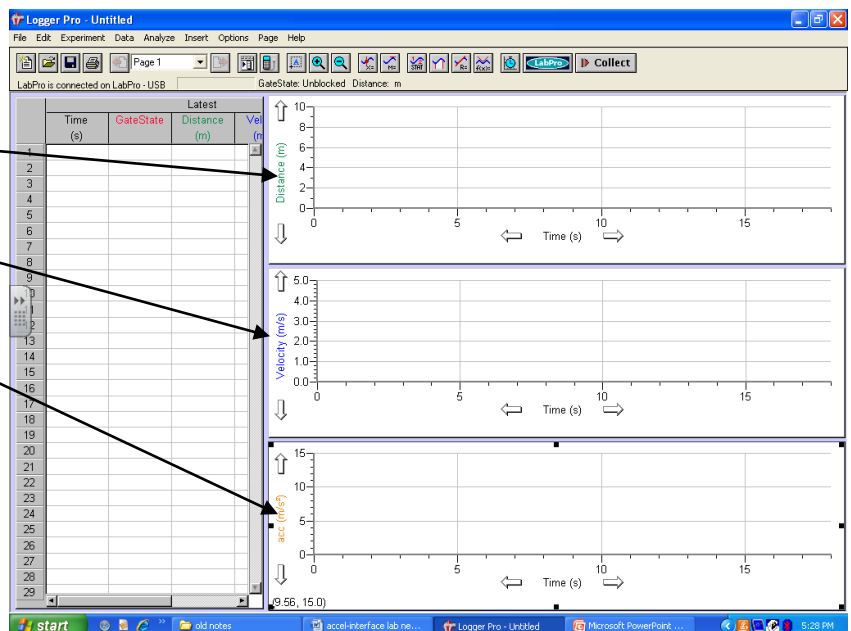 Logger Pro - Untitled
File Edit Experiment Data Analyze Insert Options Page Help
Page 1
LabPro
Collect
LabPro is connected on LabPro - USB
GateState: Unblocked Distance: m
Latest
Time GateState Distance Vel
(s) (m) (m
1
2
3
4
5
6
7
8
9
13
14
15
16
17
18
19
20
21
22
23
24
25
26
27
28
29
Distance (m)
10
6
4
2
0
0 5 10 15
Time (s)
Velocity (m/s)
5.0
4.0
3.0
2.0
1.0
0.0
0 5 10 15
Time (s)
acc (m/s²)
15
10
5
0
0 5 10 15
Time (s)
(9.56, 15.0)
start
old notes
accel-interface lab ne...
Logger Pro - Untitled
Microsoft PowerPoint ...
5:28 PM